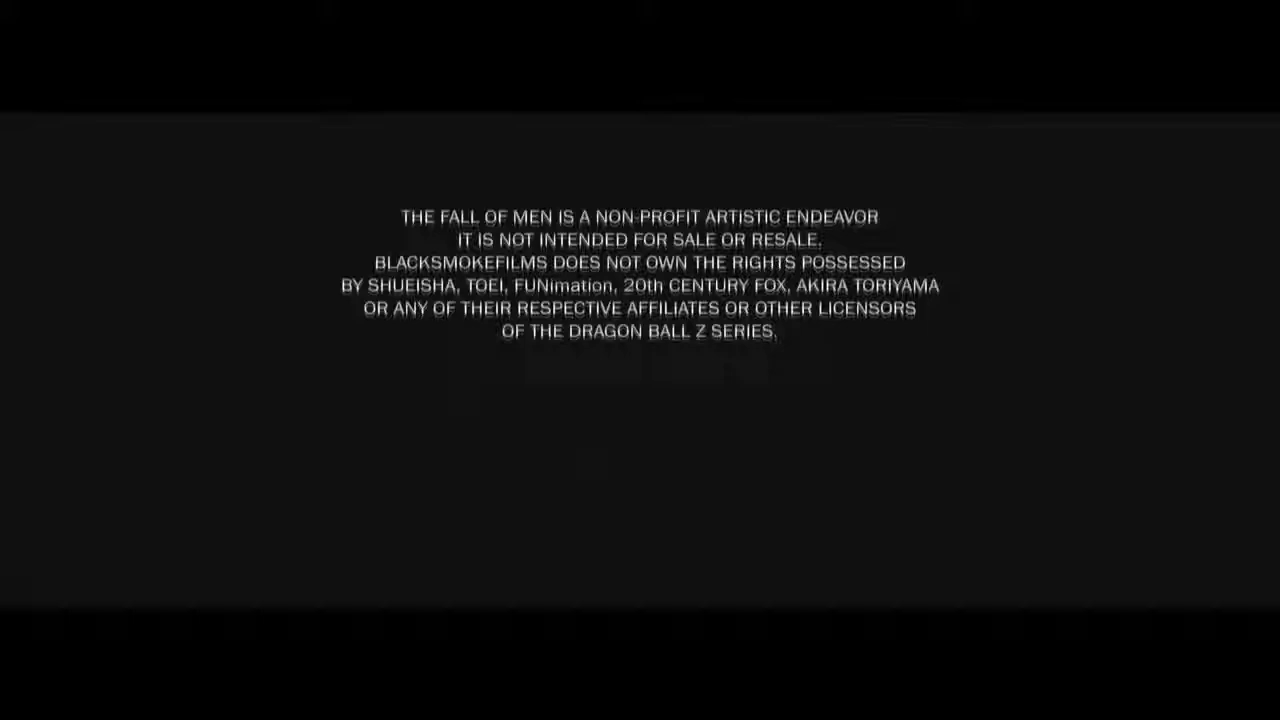 THE FALL OF MEN IS A NON-PROFIT ARTISTIC ENDEAVOR
IT IS NOT INTENDED FOR SALE OR RESALE.
BLACKSMOKEFILMS DOES NOT OWN THE RIGHTS POSSESSED
BY SHUEISHA, TOEI, FUNimation, 20th CENTURY FOX, AKIRA TORIYAMA
OR ANY OF THEIR RESPECTIVE AFFILIATES OR OTHER LICENSORS
OF THE DRAGON BALL Z SERIES.